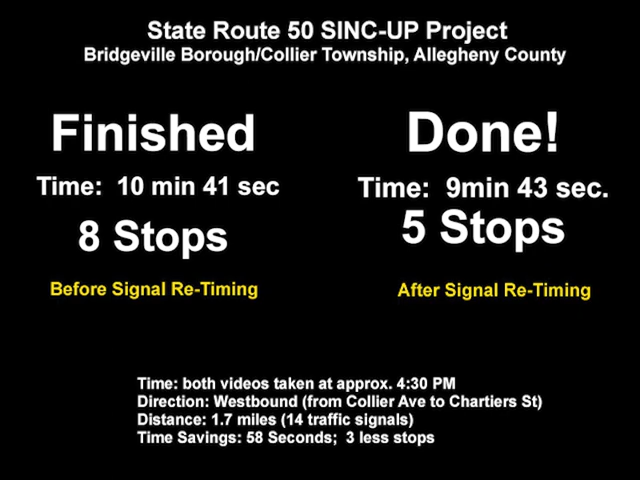 State Route 50 SINC-UP Project
Bridgeville Borough/Collier Township, Allegheny County
Finished
Time: 10 min 41 sec
8 Stops
Before Signal Re-Timing
Done!
Time: 9min 43 sec.
5 Stops
After Signal Re-Timing
Time: both videos taken at approx. 4:30 PM
Direction: Westbound (from Collier Ave to Chartiers St)
Distance: 1.7 miles (14 traffic signals)
Time Savings: 58 Seconds; 3 less stops